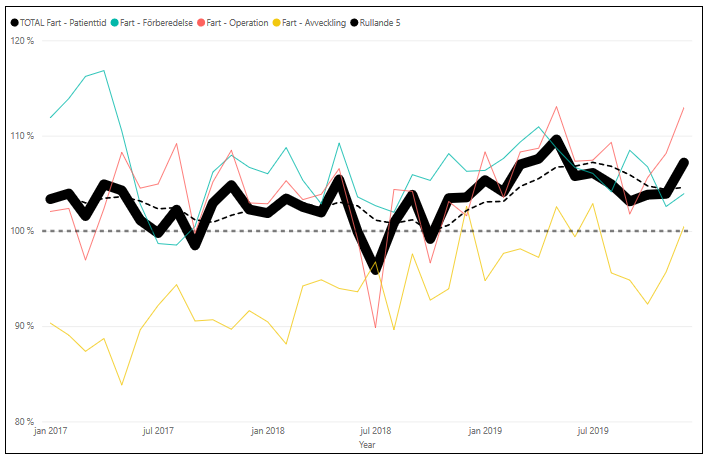 TOTAL Fart - Patienttid Fart - Förberedelse Fart - Operation Fart - Avveckling Rullande 5
120 %
110 %
100 %
90 %
80 %
jan 2017 jul 2017 jan 2018 jul 2018 jan 2019 jul 2019
Year